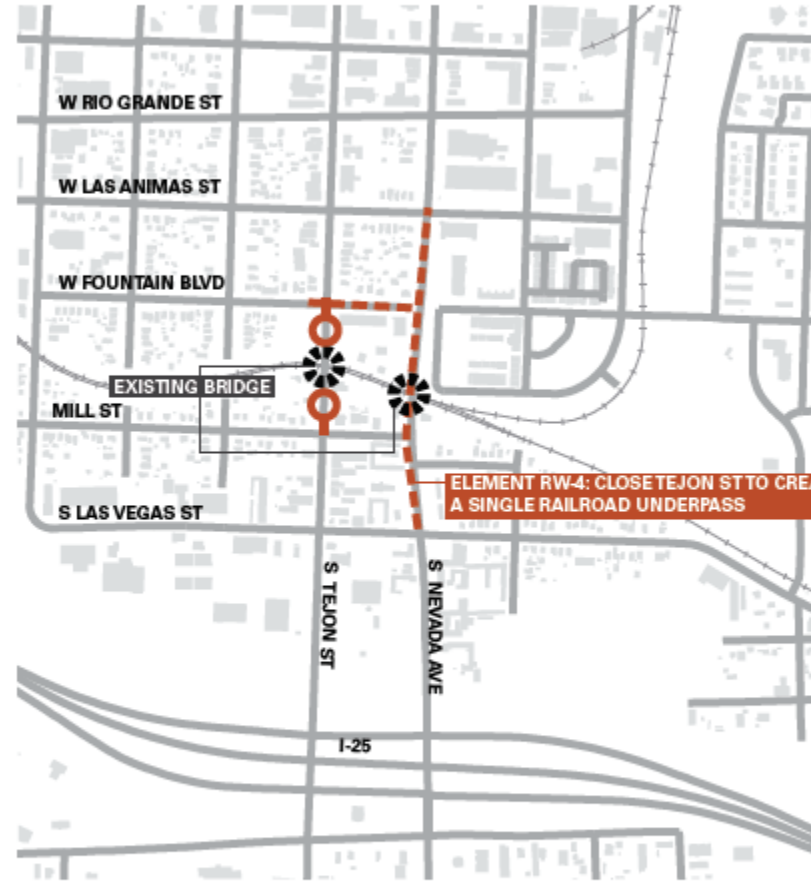 W RIO GRANDE ST
W LAS ANIMAS ST
W FOUNTAIN BLVD
EXISTING BRIDGE
MILL ST
ELEMENT RW-4: CLOSE TEJON ST TO CREA
A SINGLE RAILROAD UNDERPASS
S LAS VEGAS ST
S TEJON ST
S NEVADA AVE
I-25